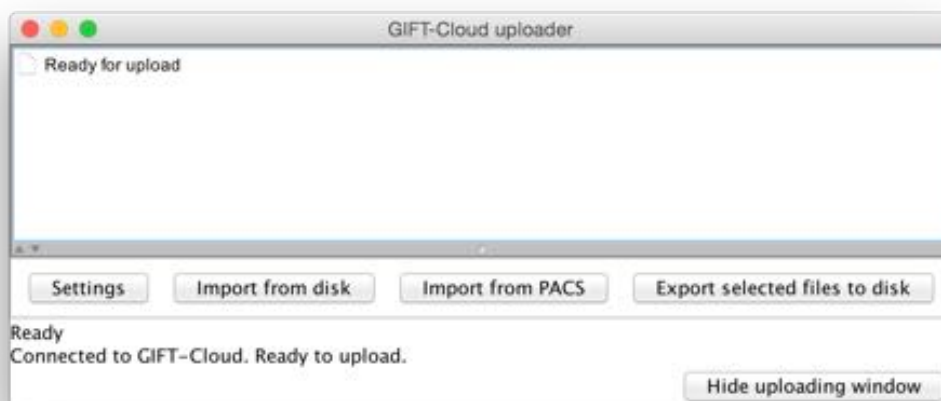 GIFT-Cloud uploader
Ready for upload
Settings Import from disk Import from PACS Export selected files to disk
Ready
Connected to GIFT-Cloud. Ready to upload.
Hide uploading window